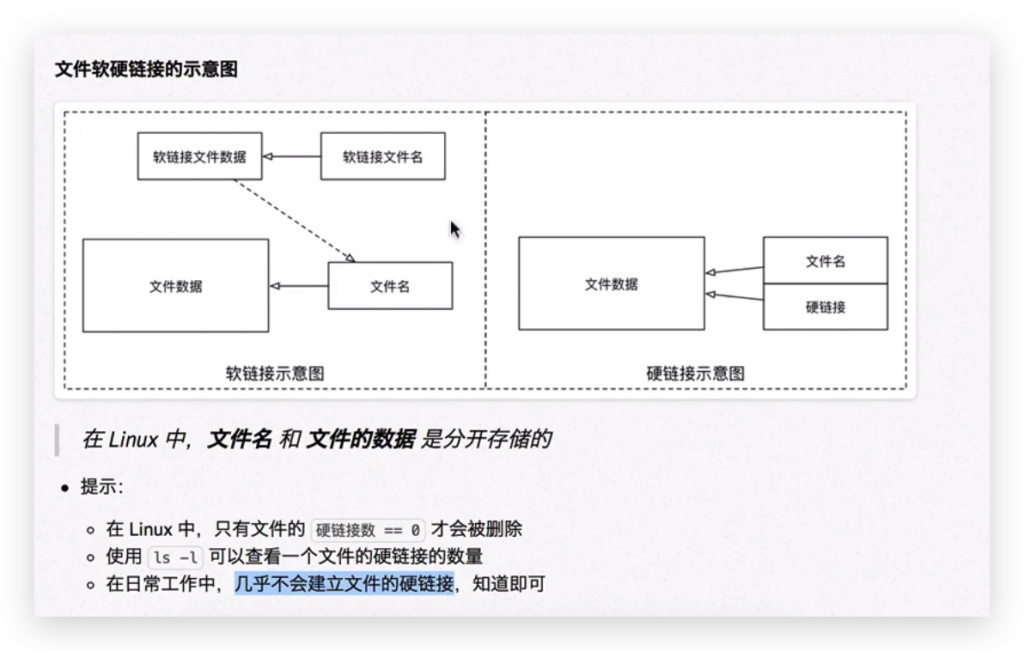 文件软硬链接的示意图
软链接文件数据
软链接文件名
文件数据
文件名
软链接示意图
文件数据
文件名
硬链接
硬链接示意图
在 Linux 中，文件名 和 文件的数据 是分开存储的
提示：
在 Linux 中，只有文件的 硬链接数 == 0 才会被删除
使用 ls -l 可以查看一个文件的硬链接的数量
在日常工作中，几乎不会建立文件的硬链接，知道即可